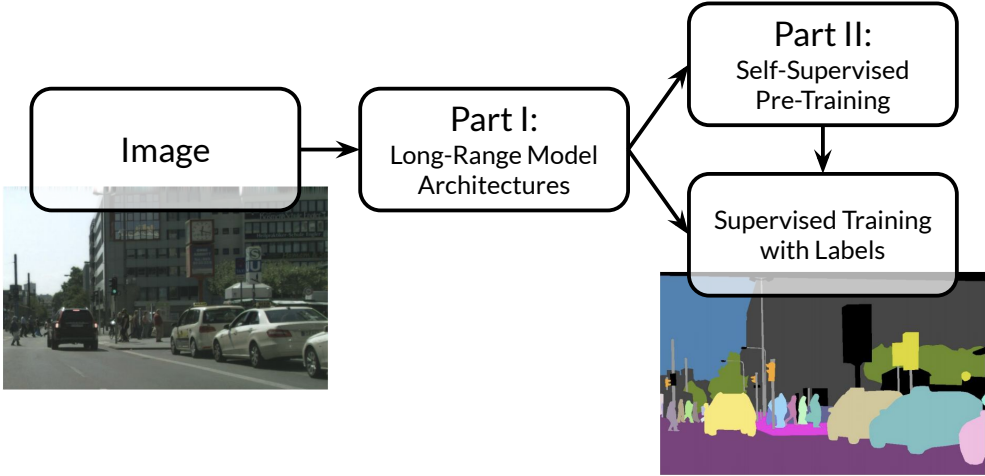 Image
Part I:
Long-Range Model
Architectures
Part II:
Self-Supervised
Pre-Training
Supervised Training
with Labels
S
U